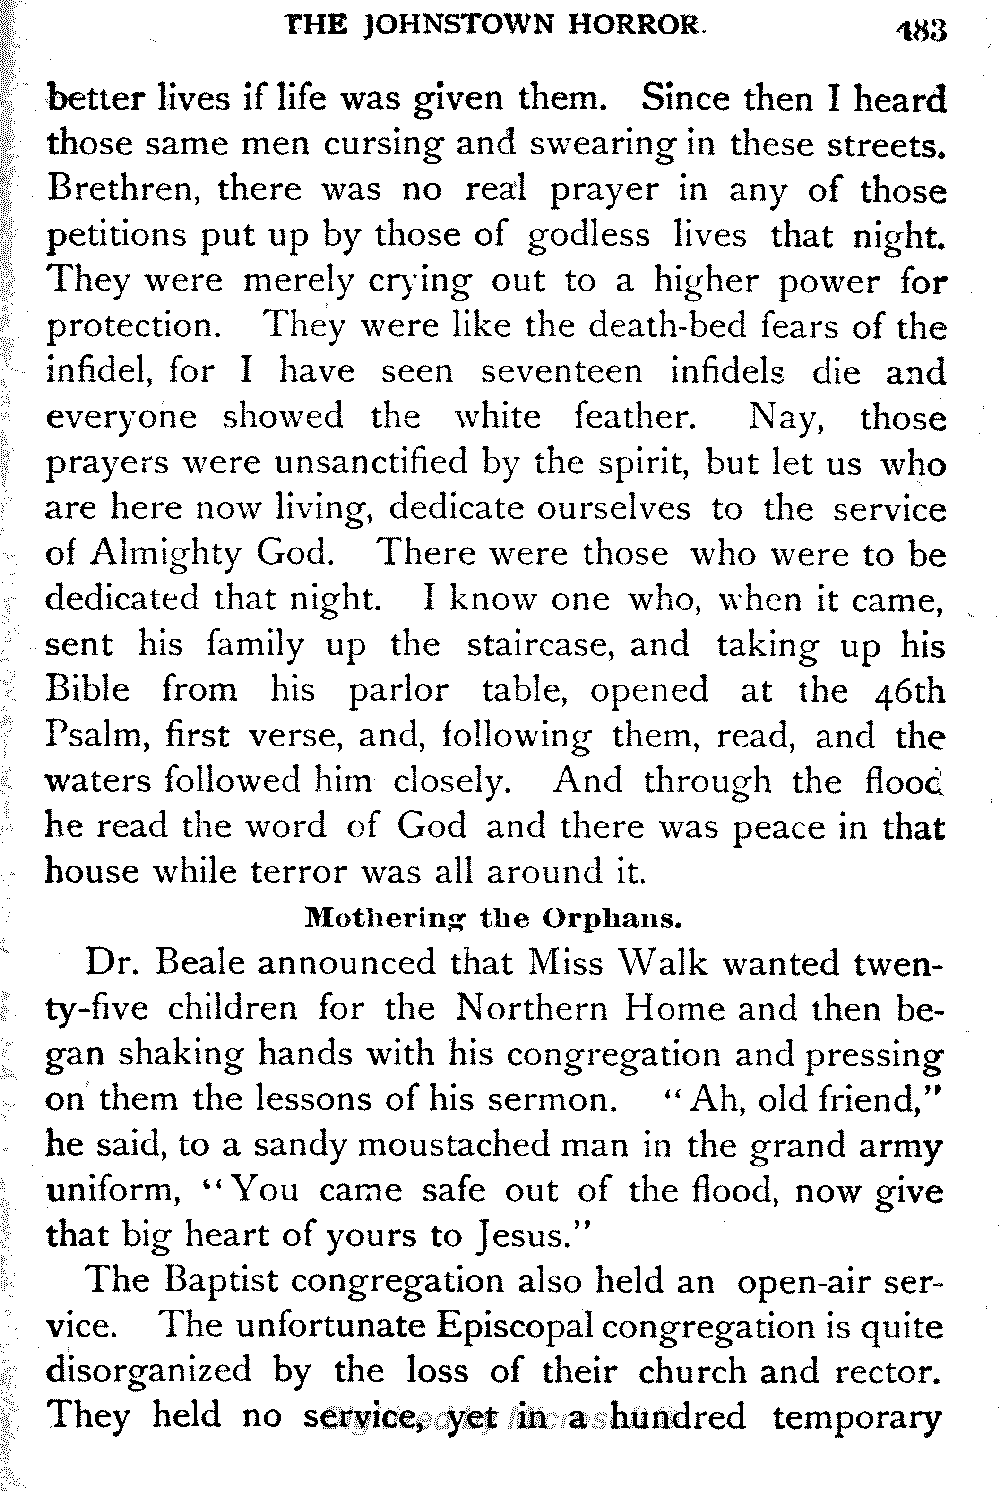 THE JOHNSTOWN HORROR. 483
better lives if life was given them. Since then I heard
those same men cursing and swearing in these streets.
Brethren, there was no real prayer in any of those
petitions put up by those of godless lives that night.
They were merely crying out to a higher power for
protection. They were like the death-bed fears of the
infidel, for I have seen seventeen infidels die and
everyone showed the white feather. Nay, those
prayers were unsanctified by the spirit, but let us who
are here now living, dedicate ourselves to the service
of Almighty God. There were those who were to be
dedicated that night. I know one who, when it came,
sent his family up the staircase, and taking up his
Bible from his parlor table, opened at the 46th
Psalm, first verse, and, following them, read, and the
waters followed him closely. And through the flood
he read the word of God and there was peace in that
house while terror was all around it.
Mothering the Orphans.
Dr. Beale announced that Miss Walk wanted twen-
ty-five children for the Northern Home and then be-
gan shaking hands with his congregation and pressing
on them the lessons of his sermon. "Ah, old friend,"
he said, to a sandy moustached man in the grand army
uniform, "You came safe out of the flood, now give
that big heart of yours to Jesus."
The Baptist congregation also held an open-air ser-
vice. The unfortunate Episcopal congregation is quite
disorganized by the loss of their church and rector.
They held no service, yet in a hundred temporary